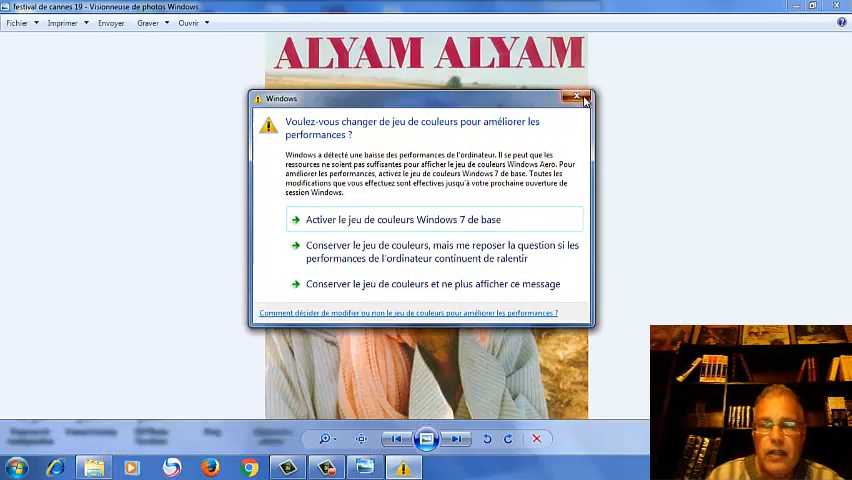 festival de cannes 19 - Visionneuse de photos Windows
Fichier Imprimer Envoyer Graver Ouvrir
ALYAM ALYAM
Windows
Voulez-vous changer de jeu de couleurs pour améliorer les
performances ?
Windows a détecté une baisse des performances de l'ordinateur. Il se peut que les
ressources ne soient pas suffisantes pour afficher le jeu de couleurs Windows Aero. Pour
améliorer les performances, activez le jeu de couleurs Windows 7 de base. Toutes les
modifications que vous effectuez sont effectives jusqu'à votre prochaine ouverture de
session Windows.
Activer le jeu de couleurs Windows 7 de base
Conserver le jeu de couleurs, mais me reposer la question si les
performances de l'ordinateur continuent de ralentir
Conserver le jeu de couleurs et ne plus afficher ce message
Comment décider de modifier ou non le jeu de couleurs pour améliorer les performances ?